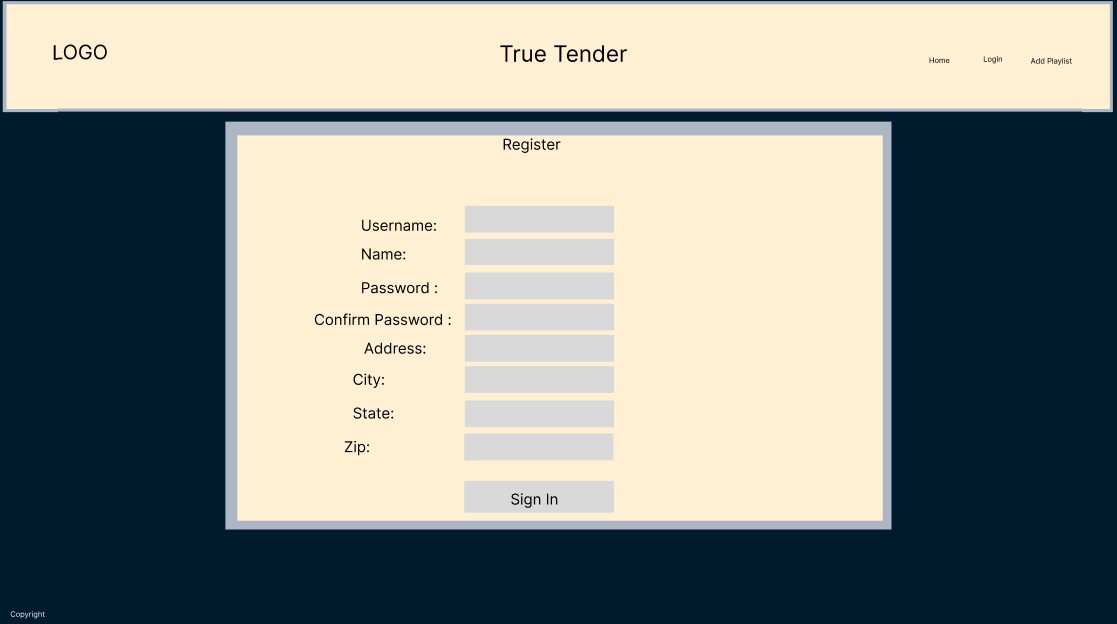 LOGO
True Tender
Home
Login
Add Playlist
Register
Username:
Name:
Password :
Confirm Password :
Address:
City:
State:
Zip:
Sign In
Copyright